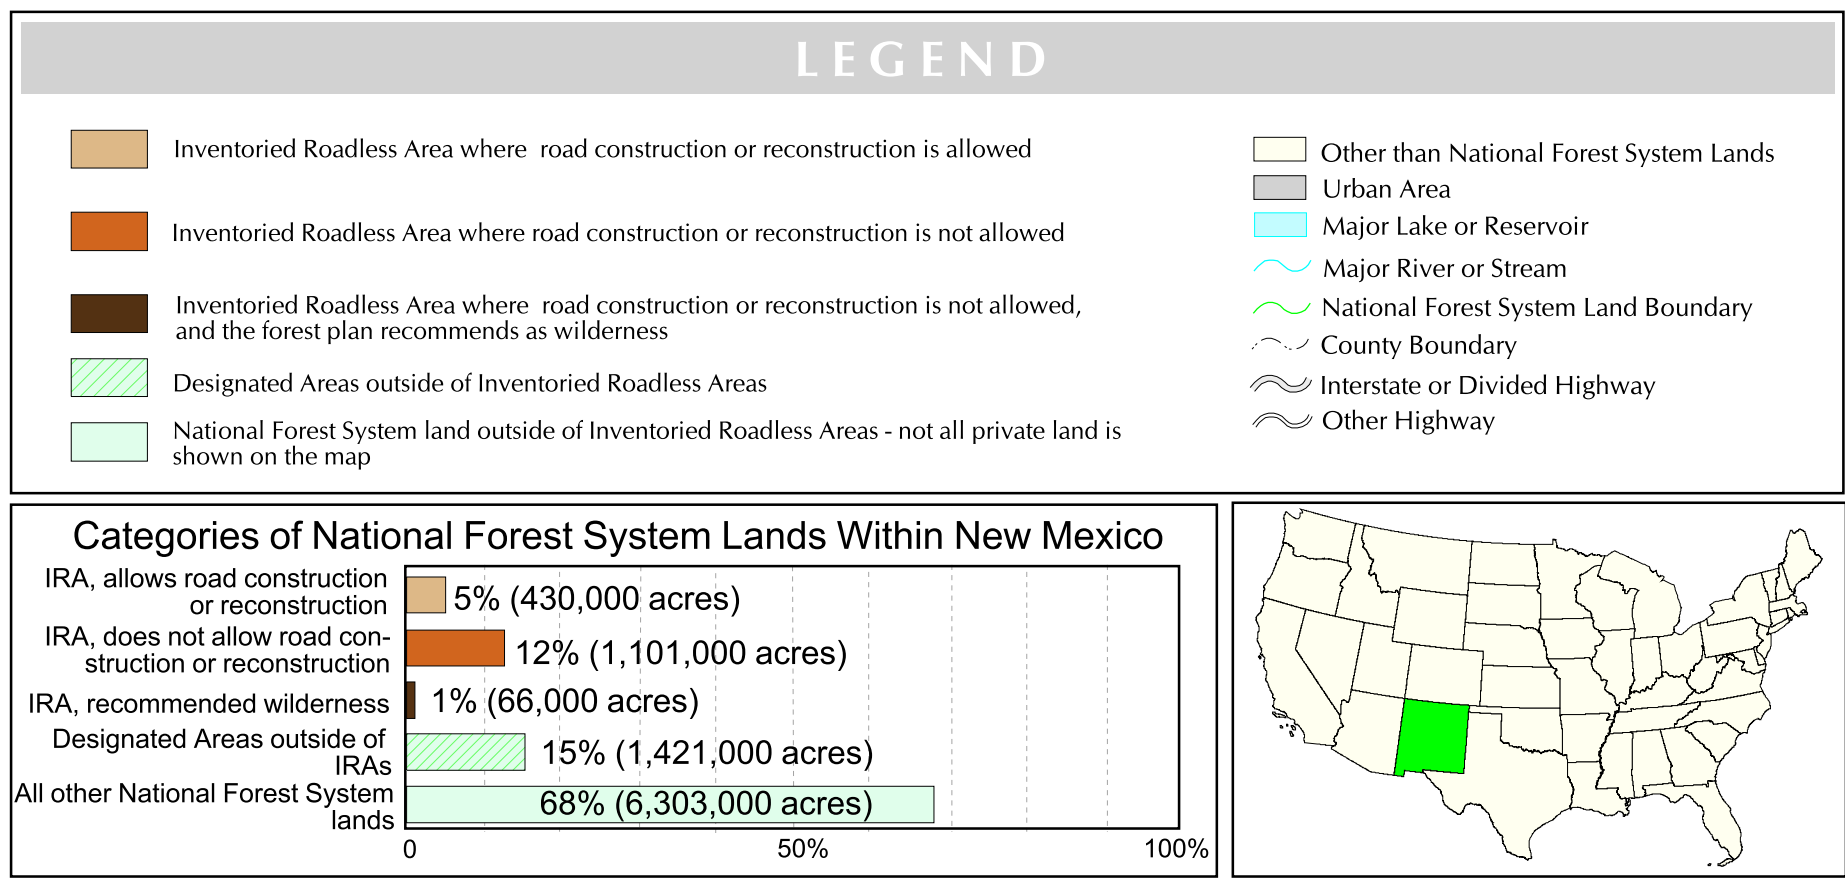 LEGEND
Inventoried Roadless Area where road construction or reconstruction is allowed
Inventoried Roadless Area where road construction or reconstruction is not allowed
Inventoried Roadless Area where road construction or reconstruction is not allowed,
and the forest plan recommends as wilderness
Designated Areas outside of Inventoried Roadless Areas
National Forest System land outside of Inventoried Roadless Areas - not all private land is
shown on the map
Other than National Forest System Lands
Urban Area
Major Lake or Reservoir
Major River or Stream
National Forest System Land Boundary
County Boundary
Interstate or Divided Highway
Other Highway
Categories of National Forest System Lands Within New Mexico
IRA, allows road construction
or reconstruction
5% (430,000 acres)
IRA, does not allow road con-
struction or reconstruction
12% (1,101,000 acres)
IRA, recommended wilderness
1% (66,000 acres)
Designated Areas outside of
IRAs
15% (1,421,000 acres)
All other National Forest System
lands
68% (6,303,000 acres)
0 50% 100%